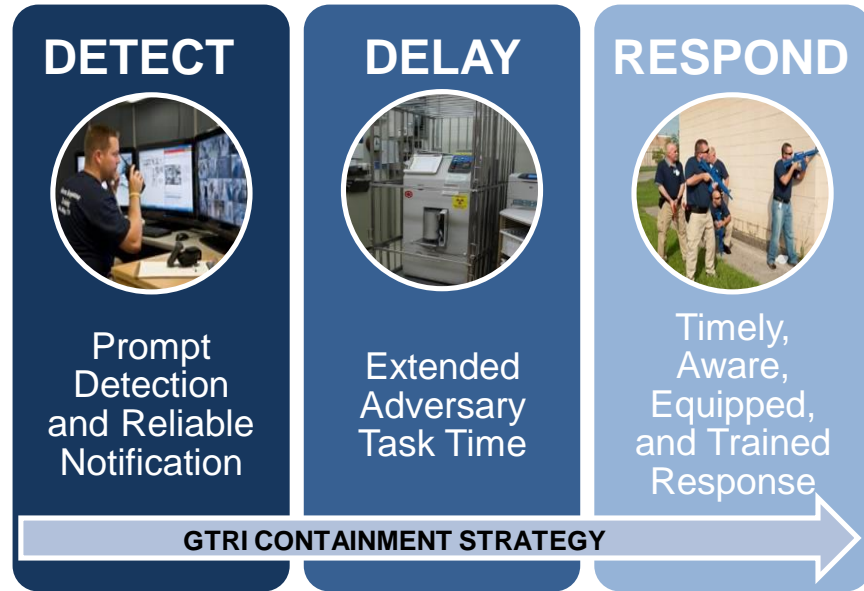 DETECT
Prompt
Detection
and Reliable
Notification
DELAY
Extended
Adversary
Task Time
RESPOND
Timely,
Aware,
Equipped,
and Trained
Response
GTRI CONTAINMENT STRATEGY